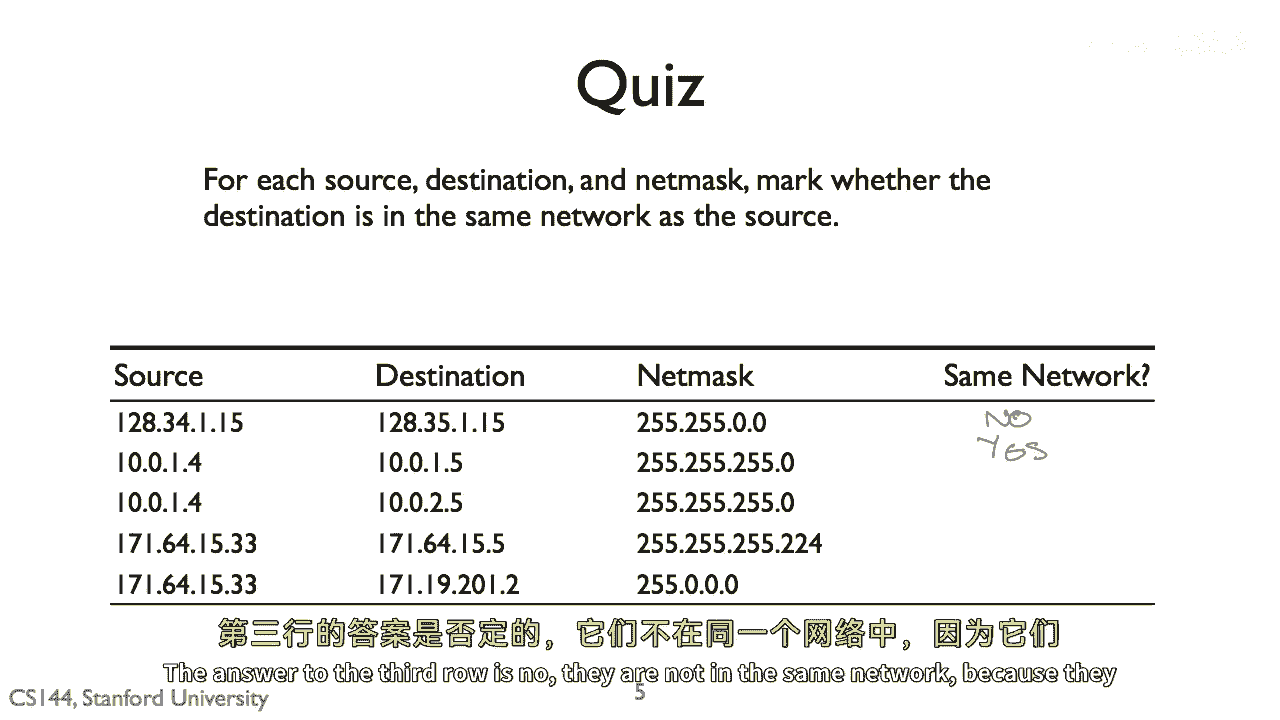 Quiz
For each source, destination, and netmask, mark whether the
destination is in the same network as the source.
Source Destination Netmask Same Network?
128.34.1.15 128.35.1.15 255.255.0.0 NO
10.0.1.4 10.0.1.5 255.255.255.0 YES
10.0.1.4 10.0.2.5 255.255.255.0
171.64.15.33 171.64.15.5 255.255.255.224
171.64.15.33 171.19.201.2 255.0.0.0
第三行的答案是否定的，它们不在同一个网络中，因为它们
The answer to the third row is no, they are not in the same network, because they
CS144, Stanford University
5